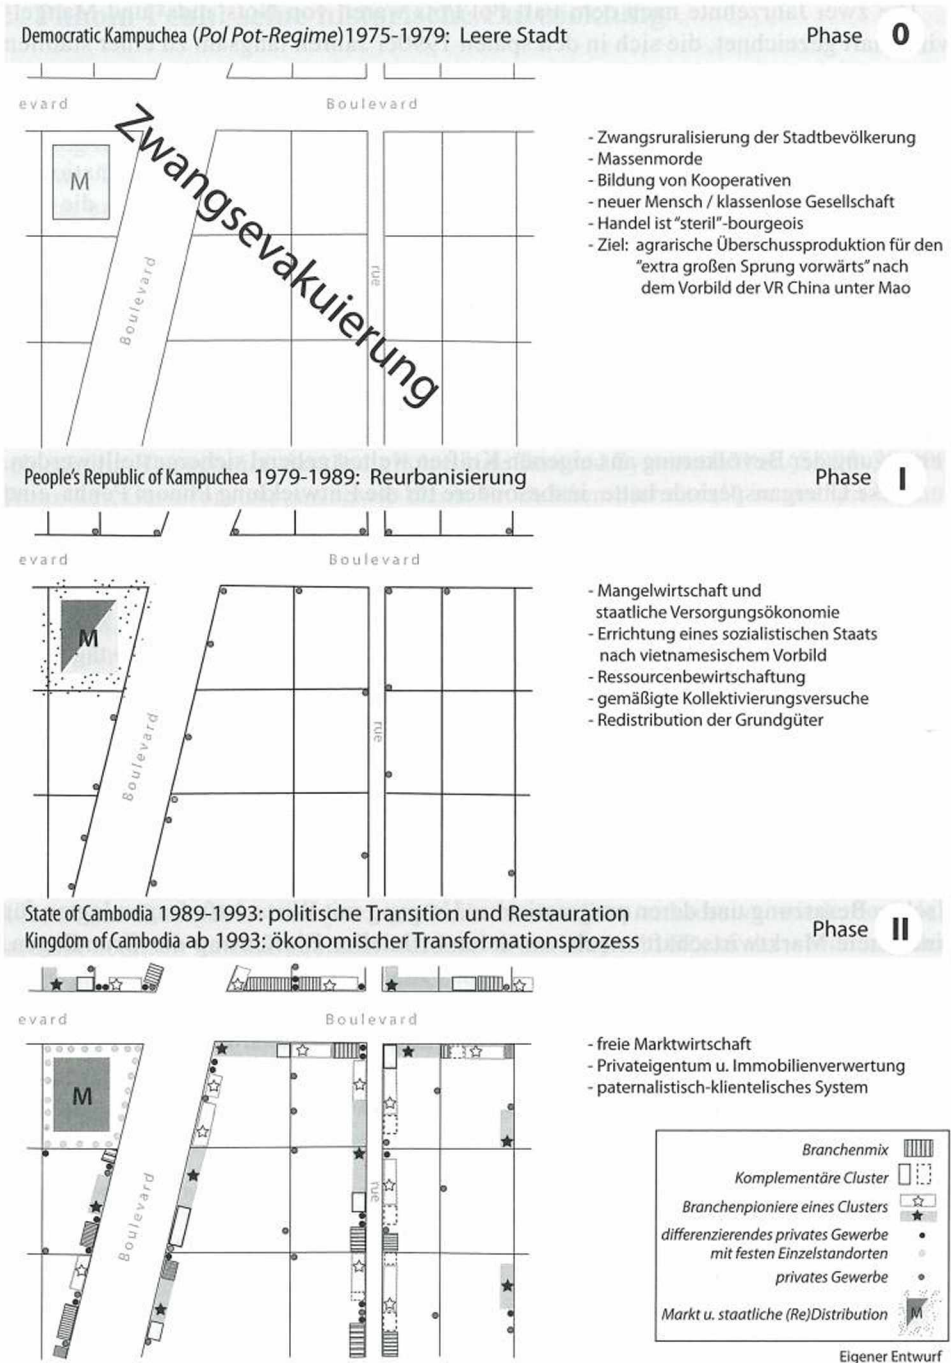 Democratic Kampuchea (Pol Pot-Regime)1975-1979: Leere Stadt
Phase 0
evard
Boulevard
Zwangsevakuierung
M
Boulevard
rue
- Zwangsruralisierung der Stadtbevölkerung
- Massenmorde
- Bildung von Kooperativen
- neuer Mensch / klassenlose Gesellschaft
- Handel ist "steril"-bourgeois
- Ziel: agrarische Überschussproduktion für den
"extra großen Sprung vorwärts" nach
dem Vorbild der VR China unter Mao
People's Republic of Kampuchea 1979-1989: Reurbanisierung
Phase I
evard
Boulevard
M
Boulevard
rue
- Mangelwirtschaft und
staatliche Versorgungsökonomie
- Errichtung eines sozialistischen Staats
nach vietnamesischem Vorbild
- Ressourcenbewirtschaftung
- gemäßigte Kollektivierungsversuche
- Redistribution der Grundgüter
State of Cambodia 1989-1993: politische Transition und Restauration
Kingdom of Cambodia ab 1993: ökonomischer Transformationsprozess
Phase II
evard
Boulevard
M
Boulevard
rue
- freie Marktwirtschaft
- Privateigentum u. Immobilienverwertung
- paternalistisch-klientelisches System
Branchenmix
Komplementäre Cluster
Branchenpioniere eines Clusters
differenzierendes privates Gewerbe
mit festen Einzelstandorten
privates Gewerbe
Markt u. staatliche (Re)Distribution
M
Eigener Entwurf